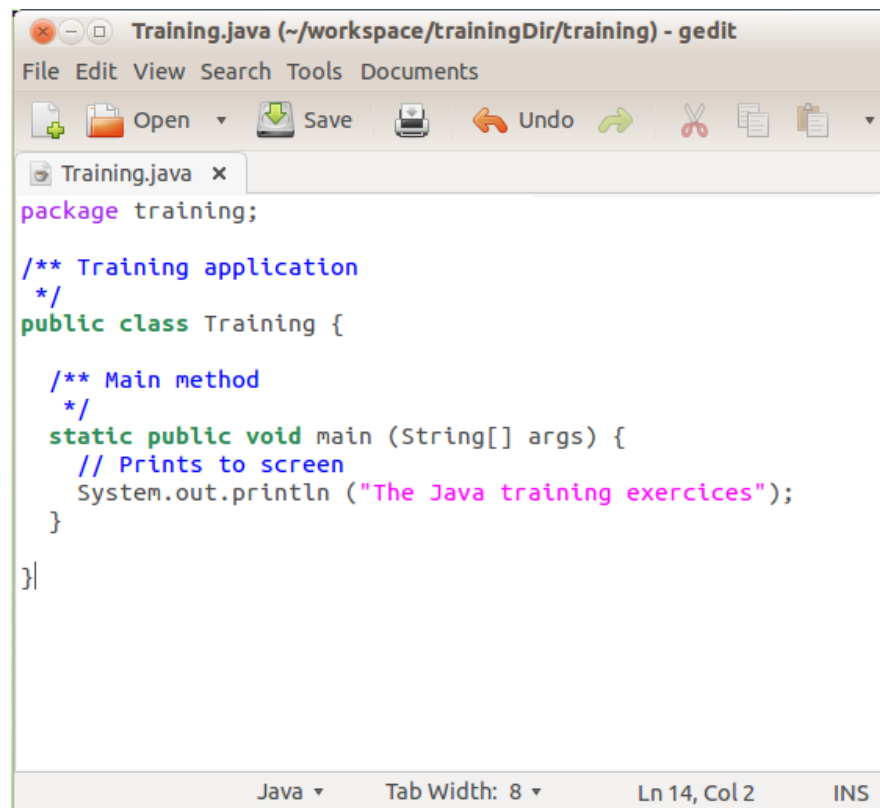 Training.java (~/workspace/trainingDir/training) - gedit
File Edit View Search Tools Documents
Open Save Undo
Training.java
package training;
/** Training application
*/
public class Training {
/** Main method
*/
static public void main (String[] args) {
// Prints to screen
System.out.println ("The Java training exercices");
}
}
Java Tab Width: 8 Ln 14, Col 2 INS